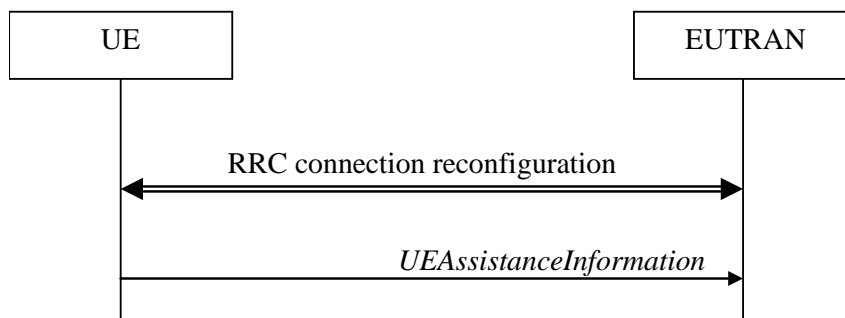 UE
EUTRAN
RRC connection reconfiguration
UEAssistanceInformation